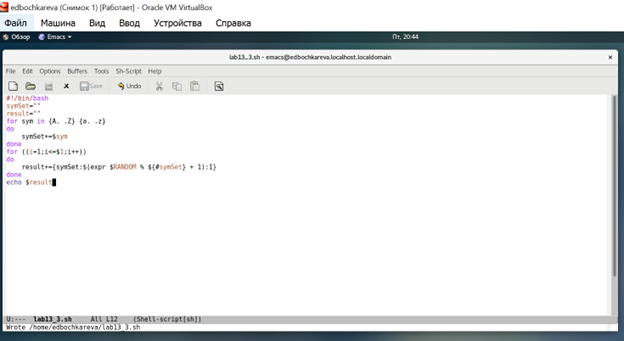 edbochkareva (Снимок 1) [Работает] - Oracle VM VirtualBox
Файл Машина Вид Ввод Устройства Справка
Обзор Emacs Пт, 20:44
lab13_3.sh - emacs@edbochkareva.localhost.localdomain
File Edit Options Buffers Tools Sh-Script Help
Save Undo
#!/bin/bash
symSet=""
result=""
for sym in {A. .Z} {a. .z}
do
symSet+=$sym
done
for ((i=1;i<=$1;i++))
do
result+={symSet:$(expr $RANDOM % ${#symSet} + 1):1}
done
echo $result
U:--- lab13_3.sh All L12 (Shell-script[sh])
Wrote /home/edbochkareva/lab13_3.sh